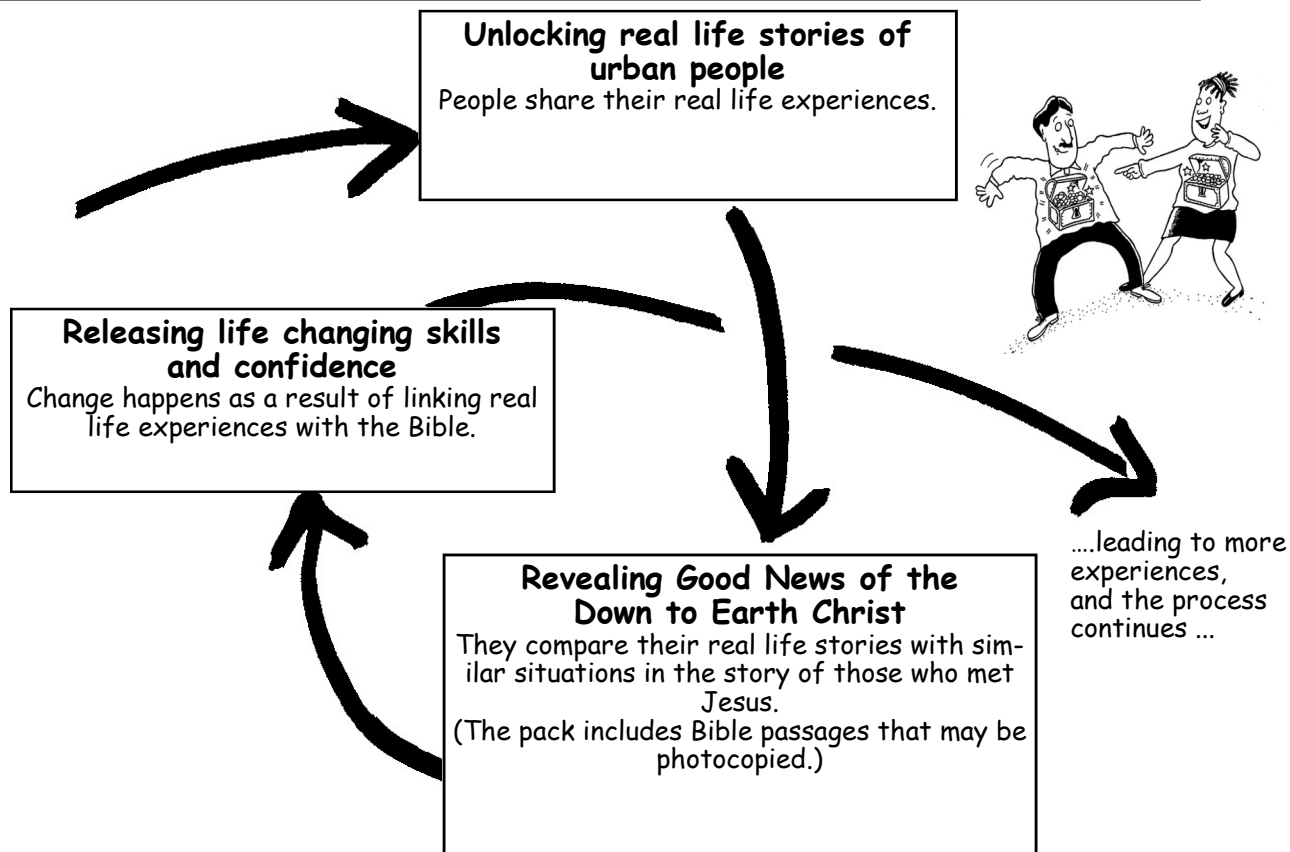 Unlocking real life stories of
urban people
People share their real life experiences.
Releasing life changing skills
and confidence
Change happens as a result of linking real
life experiences with the Bible.
Revealing Good News of the
Down to Earth Christ
They compare their real life stories with sim-
ilar situations in the story of those who met
Jesus.
(The pack includes Bible passages that may be
photocopied.)
....leading to more
experiences,
and the process
continues ...